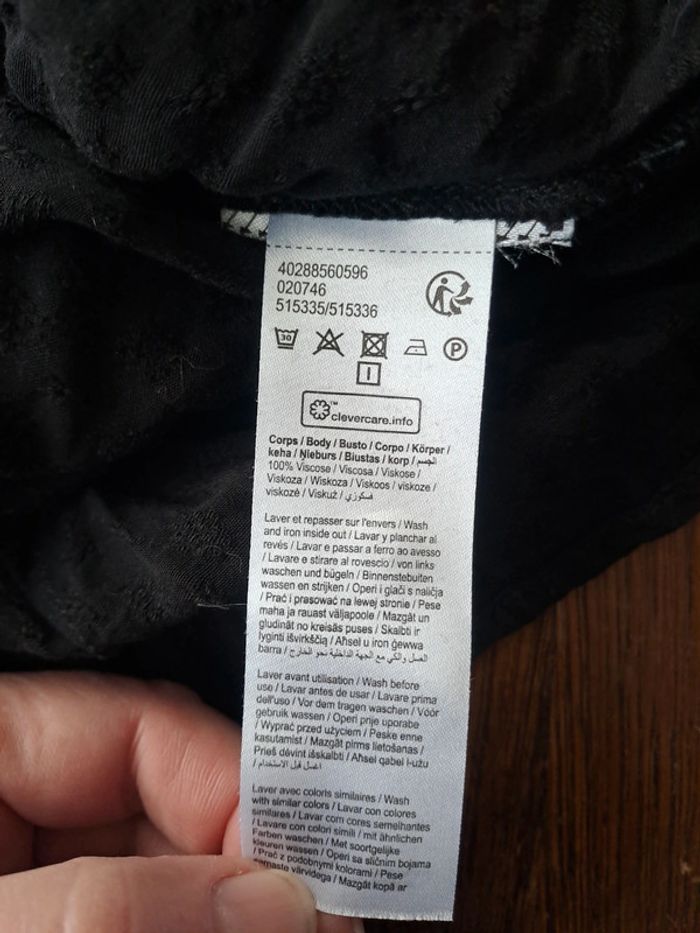 40288560596
020746
515335/515336
30
P
I
™
clevercare.info
Corps / Body / Busto / Corpo / Körper /
keha / Ņieburs / Biustas / korp / الجسم
100% Viscose / Viscosa / Viskose /
Viskoza / Wiskoza / Viskoos / viskoze /
viskozė / Viskuż / فسكوزي
Laver et repasser sur l'envers / Wash
and iron inside out / Lavar y planchar al
revés / Lavar e passar a ferro ao avesso
/ Lavare e stirare al rovescio / von links
waschen und bügeln / Binnenstebuiten
wassen en strijken / Operi i glači s naličja
/ Prać i prasować na lewej stronie / Pese
maha ja rauast väljapoole / Mazgāt un
gludināt no kreisās puses / Skalbti ir
lyginti išvirkščią / Aħsel u iron ġewwa
barra / الغسل والكي مع الجهة الداخلية نحو الخارج /
Laver avant utilisation / Wash before
use / Lavar antes de usar / Lavare prima
dell'uso / Vor dem tragen waschen / Vóór
gebruik wassen / Operi prije uporabe
/ Wyprać przed użyciem / Peske enne
kasutamist / Mazgāt pirms lietošanas /
Prieš dėvint išskalbti / Aħsel qabel l-użu
/ اغسل قبل الاستخدام /
Laver avec coloris similaires / Wash
with similar colors / Lavar con colores
similares / Lavar com cores semelhantes
/ Lavare con colori simili / mit ähnlichen
Farben waschen / Met soortgelijke
kleuren wassen / Operi sa sličnim bojama
/ Prać z podobnymi kolorami / Pese
sarnaste värvidega / Mazgāt kopā ar